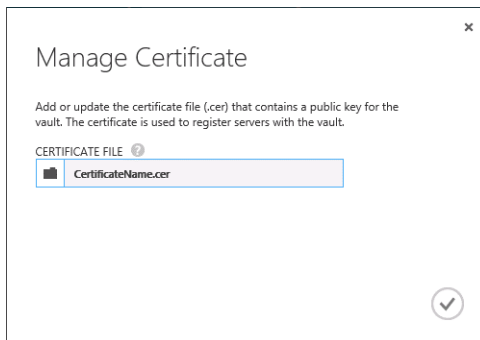 Manage Certificate
Add or update the certificate file (.cer) that contains a public key for the
vault. The certificate is used to register servers with the vault.
CERTIFICATE FILE ?
CertificateName.cer